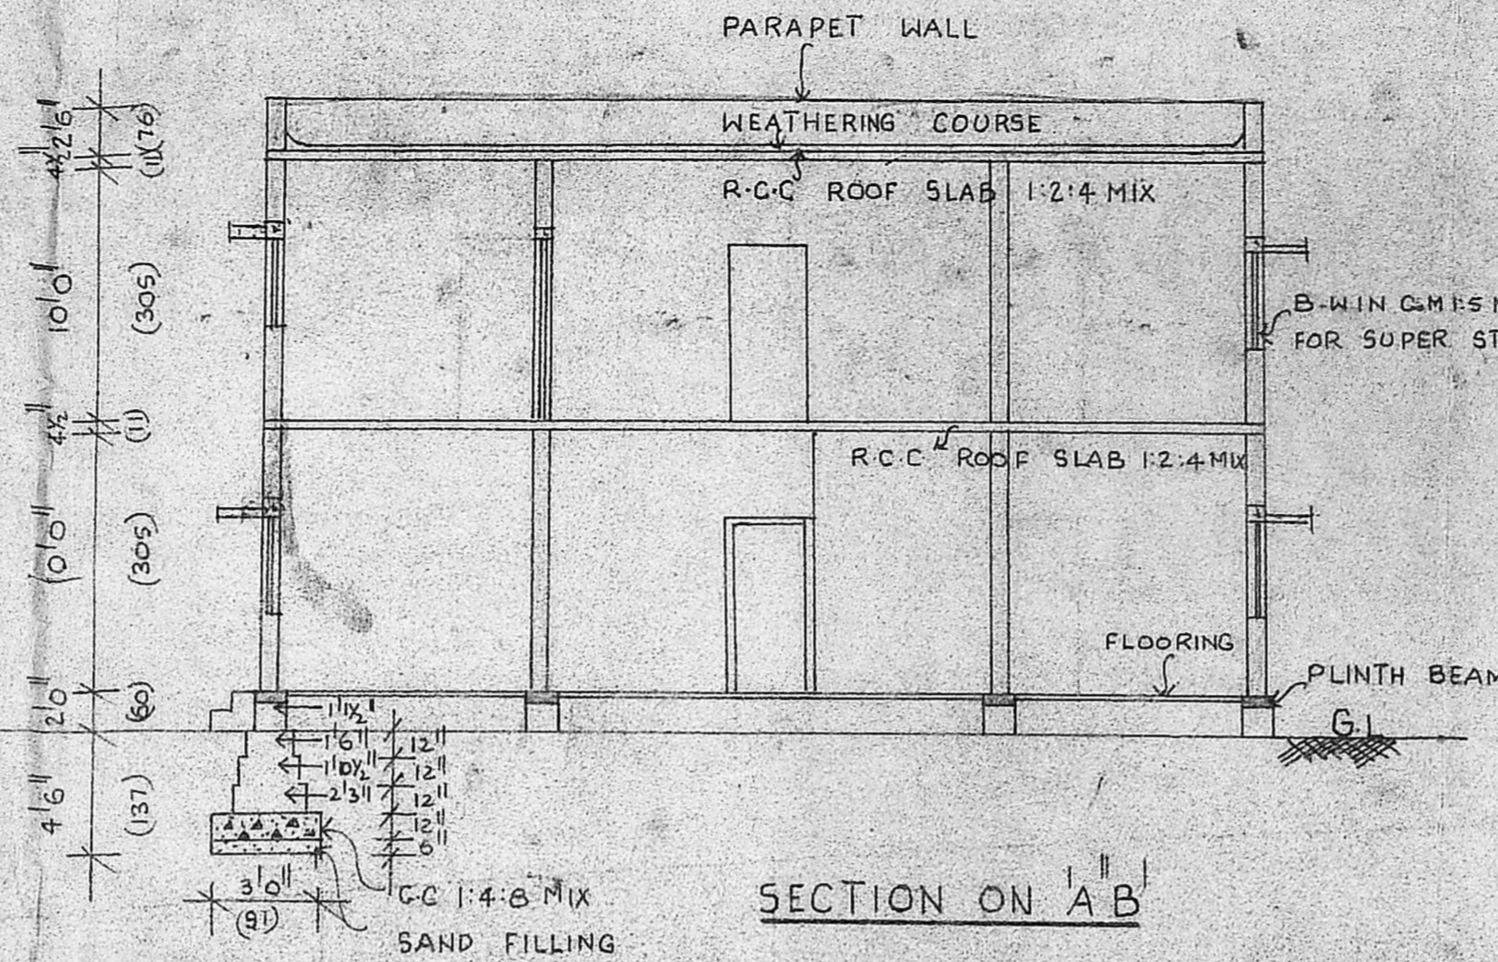 PARAPET WALL
WEATHERING COURSE
R.C.C ROOF SLAB 1:2:4 MIX
B-W IN C.M 1:5 M
FOR SUPER ST
R.C.C ROOF SLAB 1:2:4 MIX
FLOORING
PLINTH BEAM
G.L
2'6"
(76)
4½"
(11)
10'0"
(305)
4½"
(11)
10'0"
(305)
2'0"
(60)
4'6"
(137)
1'1½"
1'6"
1'10½"
2'3"
12"
12"
12"
12"
6"
3'0"
(91)
C.C 1:4:8 MIX
SAND FILLING
SECTION ON 'A"B'